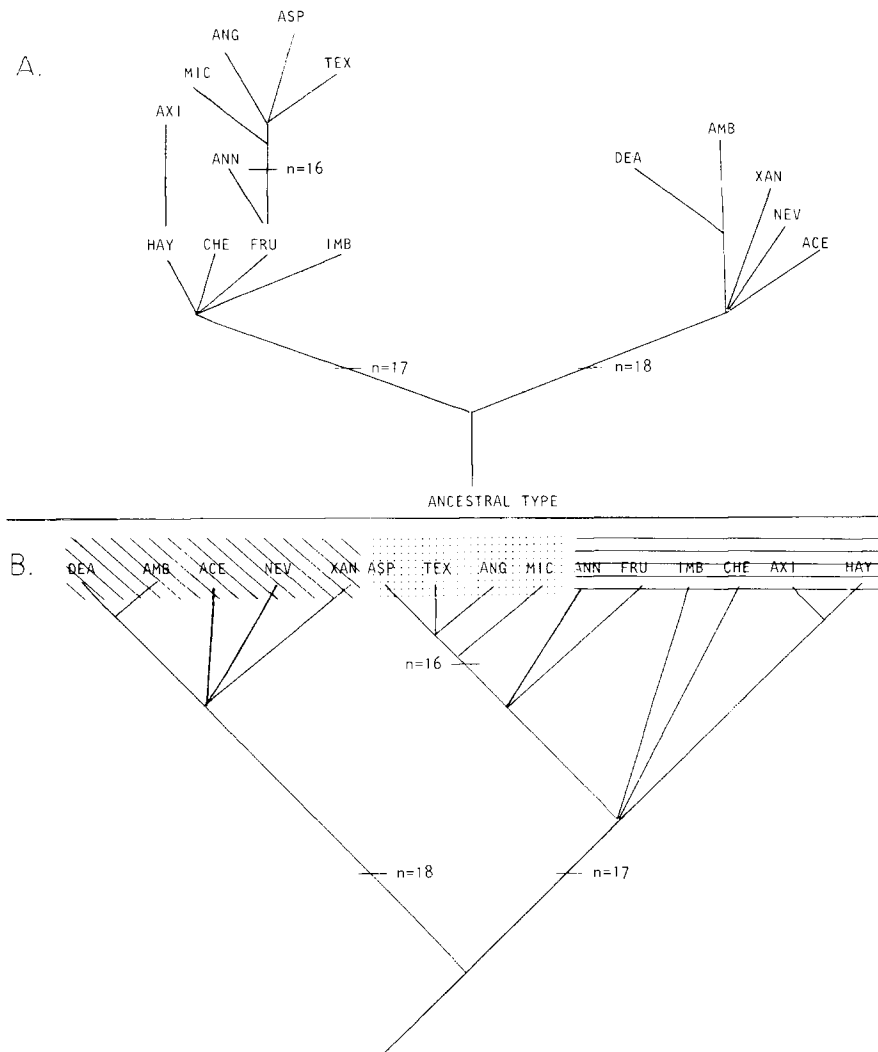 A.
ASP
ANG
TEX
MIC
AXI
ANN
n=16
HAY CHE FRU IMB
AMB
DEA
XAN
NEV
ACE
n=17
n=18
ANCESTRAL TYPE
B.
DEA AMB ACE NEV XAN ASP TEX ANG MIC ANN FRU IMB CHE AXI HAY
n=16
n=18
n=17